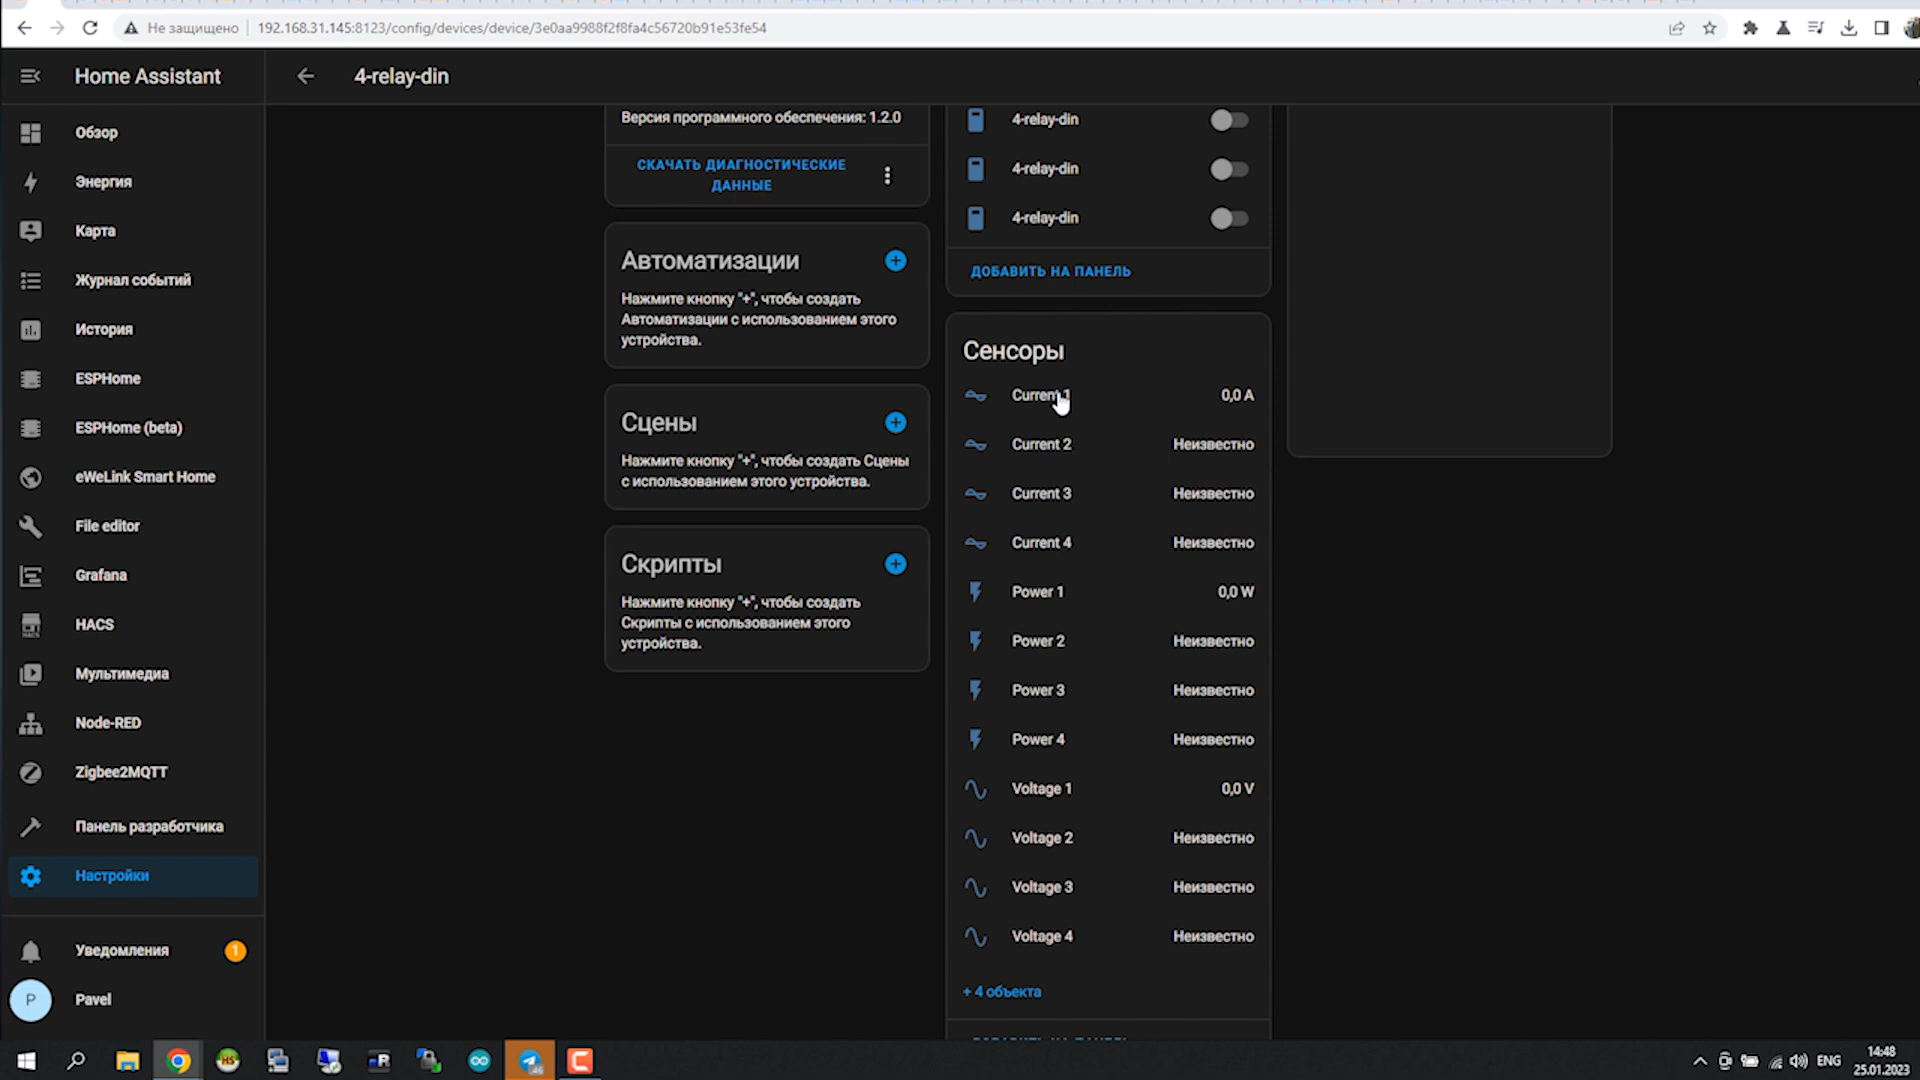 Не защищено
192.168.31.145:8123/config/devices/device/3e0aa9988f2f8fa4c56720b91e53fe54
Home Assistant
4-relay-din
Обзор
Энергия
Карта
Журнал событий
История
ESPHome
ESPHome (beta)
eWeLink Smart Home
File editor
Grafana
HACS
Мультимедиа
Node-RED
Zigbee2MQTT
Панель разработчика
Настройки
Уведомления
1
P
Pavel
Версия программного обеспечения: 1.2.0
СКАЧАТЬ ДИАГНОСТИЧЕСКИЕ
ДАННЫЕ
Автоматизации
Нажмите кнопку "+", чтобы создать
Автоматизации с использованием этого
устройства.
Сцены
Нажмите кнопку "+", чтобы создать Сцены
с использованием этого устройства.
Скрипты
Нажмите кнопку "+", чтобы создать
Скрипты с использованием этого
устройства.
4-relay-din
4-relay-din
4-relay-din
ДОБАВИТЬ НА ПАНЕЛЬ
Сенсоры
Current 1 0,0 A
Current 2 Неизвестно
Current 3 Неизвестно
Current 4 Неизвестно
Power 1 0,0 W
Power 2 Неизвестно
Power 3 Неизвестно
Power 4 Неизвестно
Voltage 1 0,0 V
Voltage 2 Неизвестно
Voltage 3 Неизвестно
Voltage 4 Неизвестно
+ 4 объекта
ENG
14:48
25.01.2023